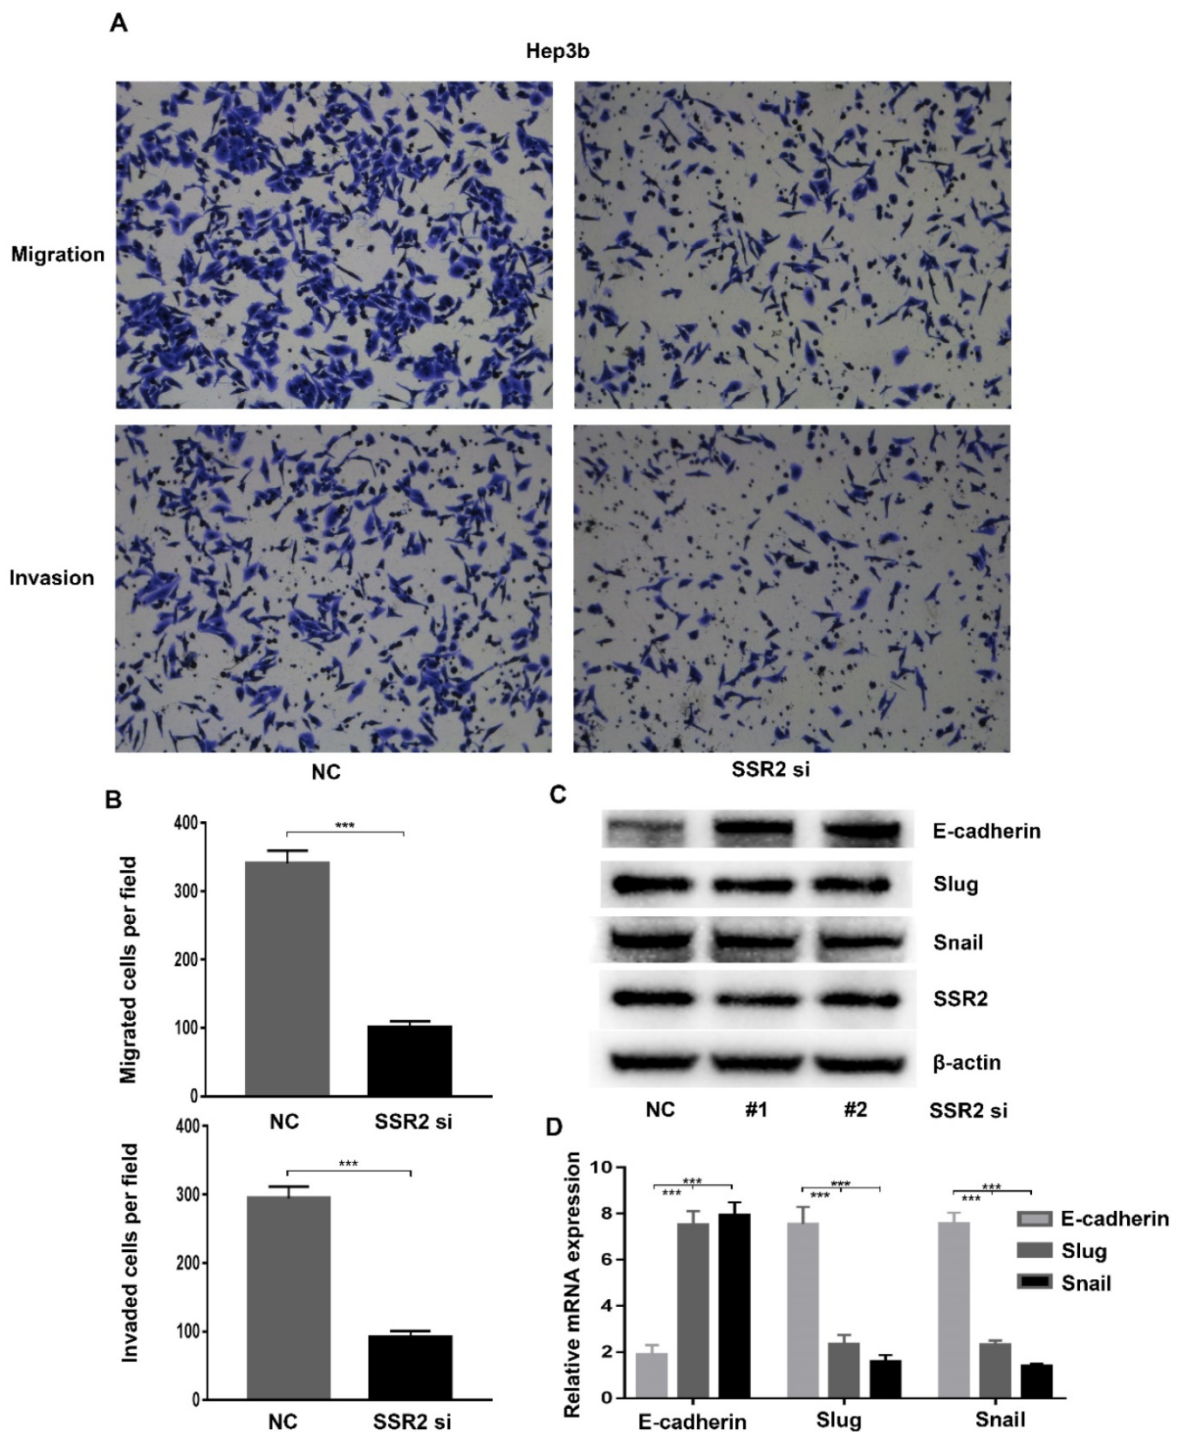 A
Hep3b
Migration
Invasion
NC
SSR2 si
B
400
300
200
100
0
Migrated cells per field
***
NC
SSR2 si
400
300
200
100
0
Invaded cells per field
***
NC
SSR2 si
C
E-cadherin
Slug
Snail
SSR2
β-actin
NC #1 #2 SSR2 si
D
10
8
6
4
2
0
Relative mRNA expression
***
***
***
***
***
***
E-cadherin
Slug
Snail
E-cadherin
Slug
Snail